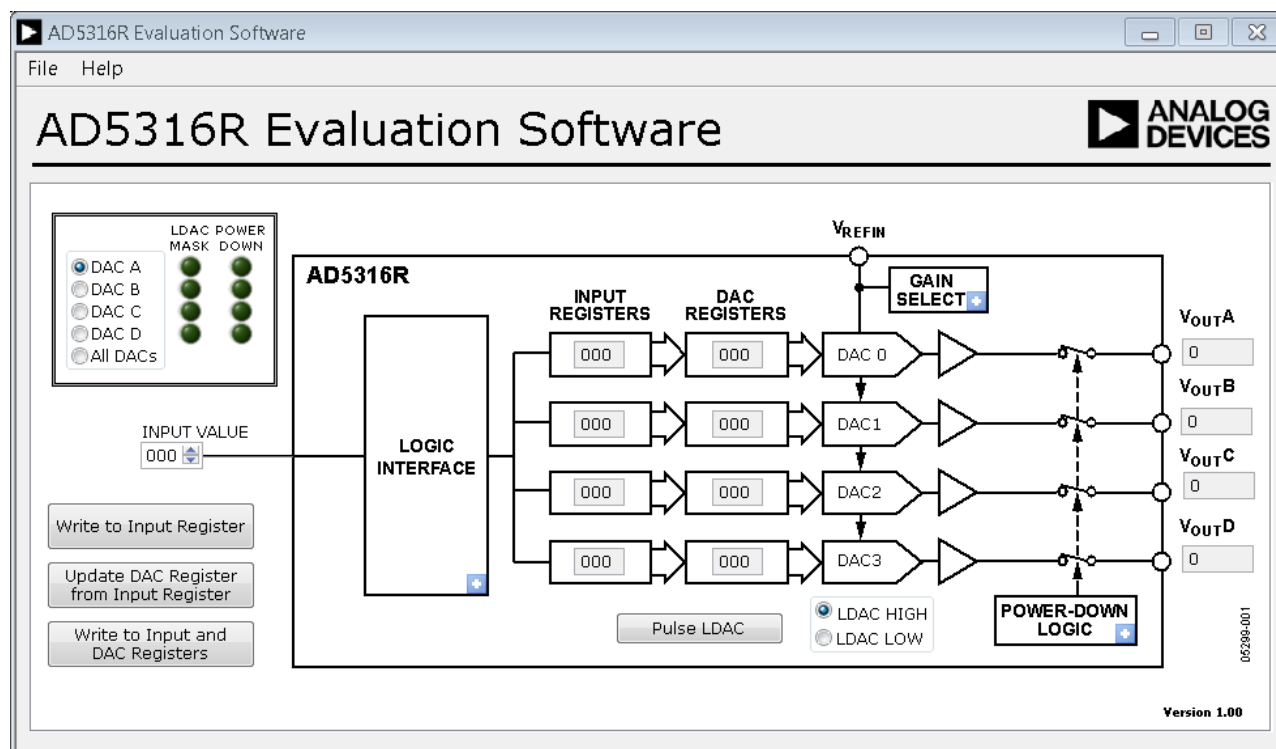 AD5316R Evaluation Software
File Help
AD5316R Evaluation Software
ANALOG
DEVICES
LDAC POWER
MASK DOWN
DAC A
DAC B
DAC C
DAC D
All DACs
INPUT VALUE
000
Write to Input Register
Update DAC Register
from Input Register
Write to Input and
DAC Registers
AD5316R
LOGIC
INTERFACE
VREFIN
GAIN
SELECT
INPUT
REGISTERS
DAC
REGISTERS
000 000 DAC 0
000 000 DAC1
000 000 DAC2
000 000 DAC3
Pulse LDAC
LDAC HIGH
LDAC LOW
POWER-DOWN
LOGIC
VOUTA
0
VOUTB
0
VOUTC
0
VOUTD
0
05299-001
Version 1.00